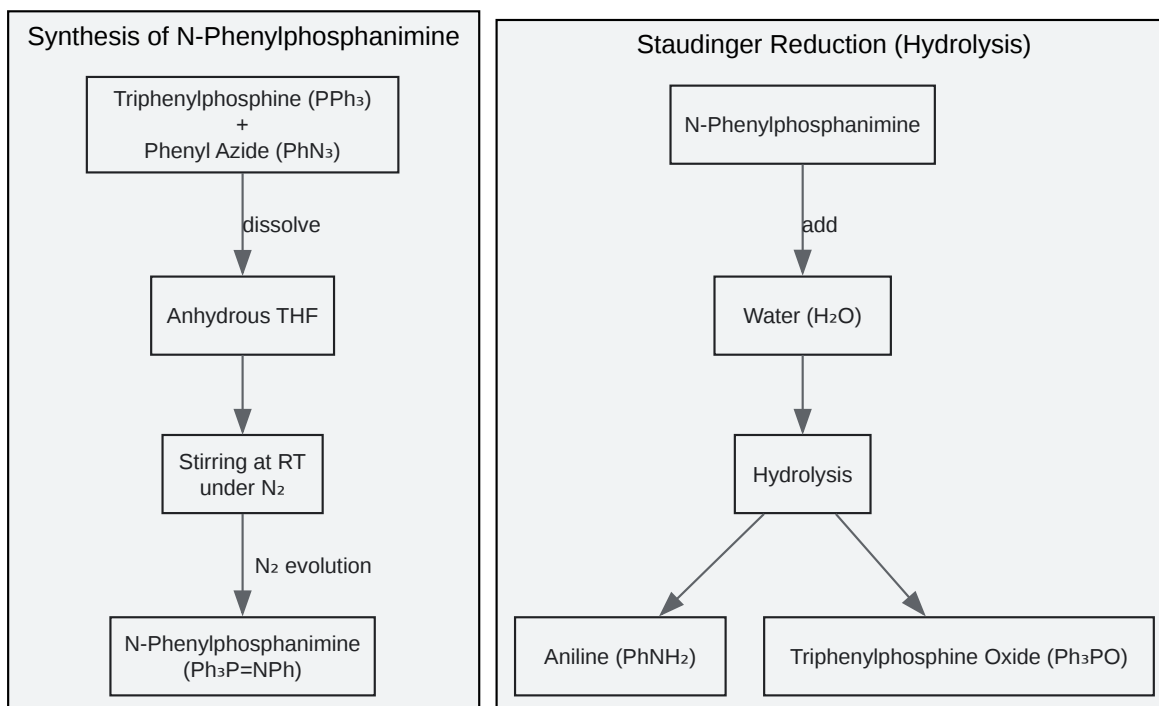 Synthesis of N-Phenylphosphanimine
Triphenylphosphine (PPh₃)
+
Phenyl Azide (PhN₃)
dissolve
Anhydrous THF
Stirring at RT
under N₂
N₂ evolution
N-Phenylphosphanimine
(Ph₃P=NPh)
Staudinger Reduction (Hydrolysis)
N-Phenylphosphanimine
add
Water (H₂O)
Hydrolysis
Aniline (PhNH₂)
Triphenylphosphine Oxide (Ph₃PO)